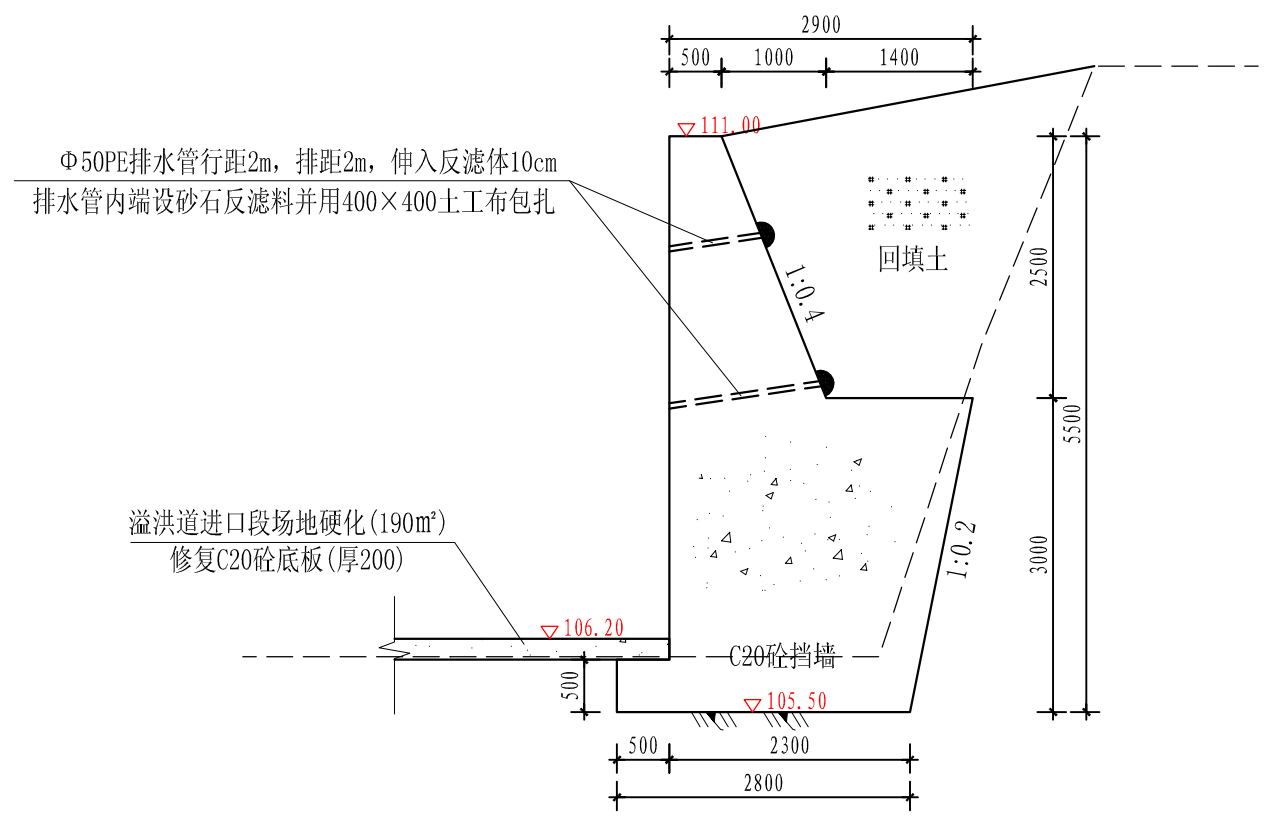 2900
500
1000
1400
111.00
Φ50PE排水管行距2m，排距2m，伸入反滤体10cm
排水管内端设砂石反滤料并用400×400土工布包扎
回填土
1:0.4
2500
5500
3000
1:0.2
溢洪道进口段场地硬化(190㎡)
修复C20砼底板(厚200)
106.20
C20砼挡墙
500
105.50
500
2300
2800